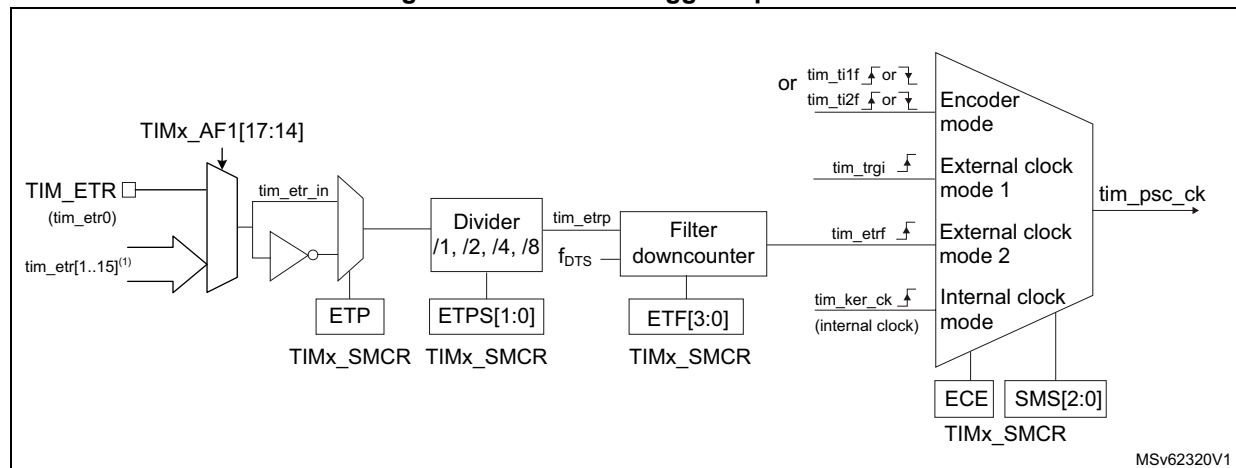 or tim_ti1f or
tim_ti2f or
Encoder
mode
TIMx_AF1[17:14]
TIM_ETR
(tim_etr0)
tim_etr[1..15](1)
tim_etr_in
ETP
TIMx_SMCR
Divider
/1, /2, /4, /8
ETPS[1:0]
TIMx_SMCR
tim_etrp
fDTS
Filter
downcounter
ETF[3:0]
TIMx_SMCR
tim_trgi
External clock
mode 1
tim_etrf
External clock
mode 2
tim_ker_ck
(internal clock)
Internal clock
mode
tim_psc_ck
ECE
SMS[2:0]
TIMx_SMCR
MSv62320V1